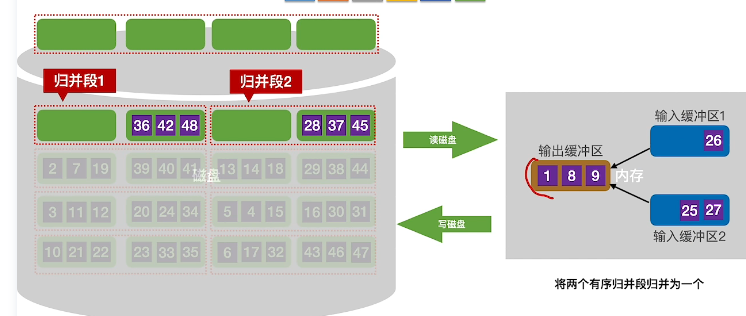 归并段1
归并段2
36 42 48
28 37 45
2 7 19
39 40 41
13 14 18
29 38 44
磁盘
3 11 12
20 24 34
5 4 15
16 30 31
10 21 22
23 33 35
6 17 32
43 46 47
读磁盘
写磁盘
输入缓冲区1
26
输出缓冲区
1 8 9
内存
25 27
输入缓冲区2
将两个有序归并段归并为一个